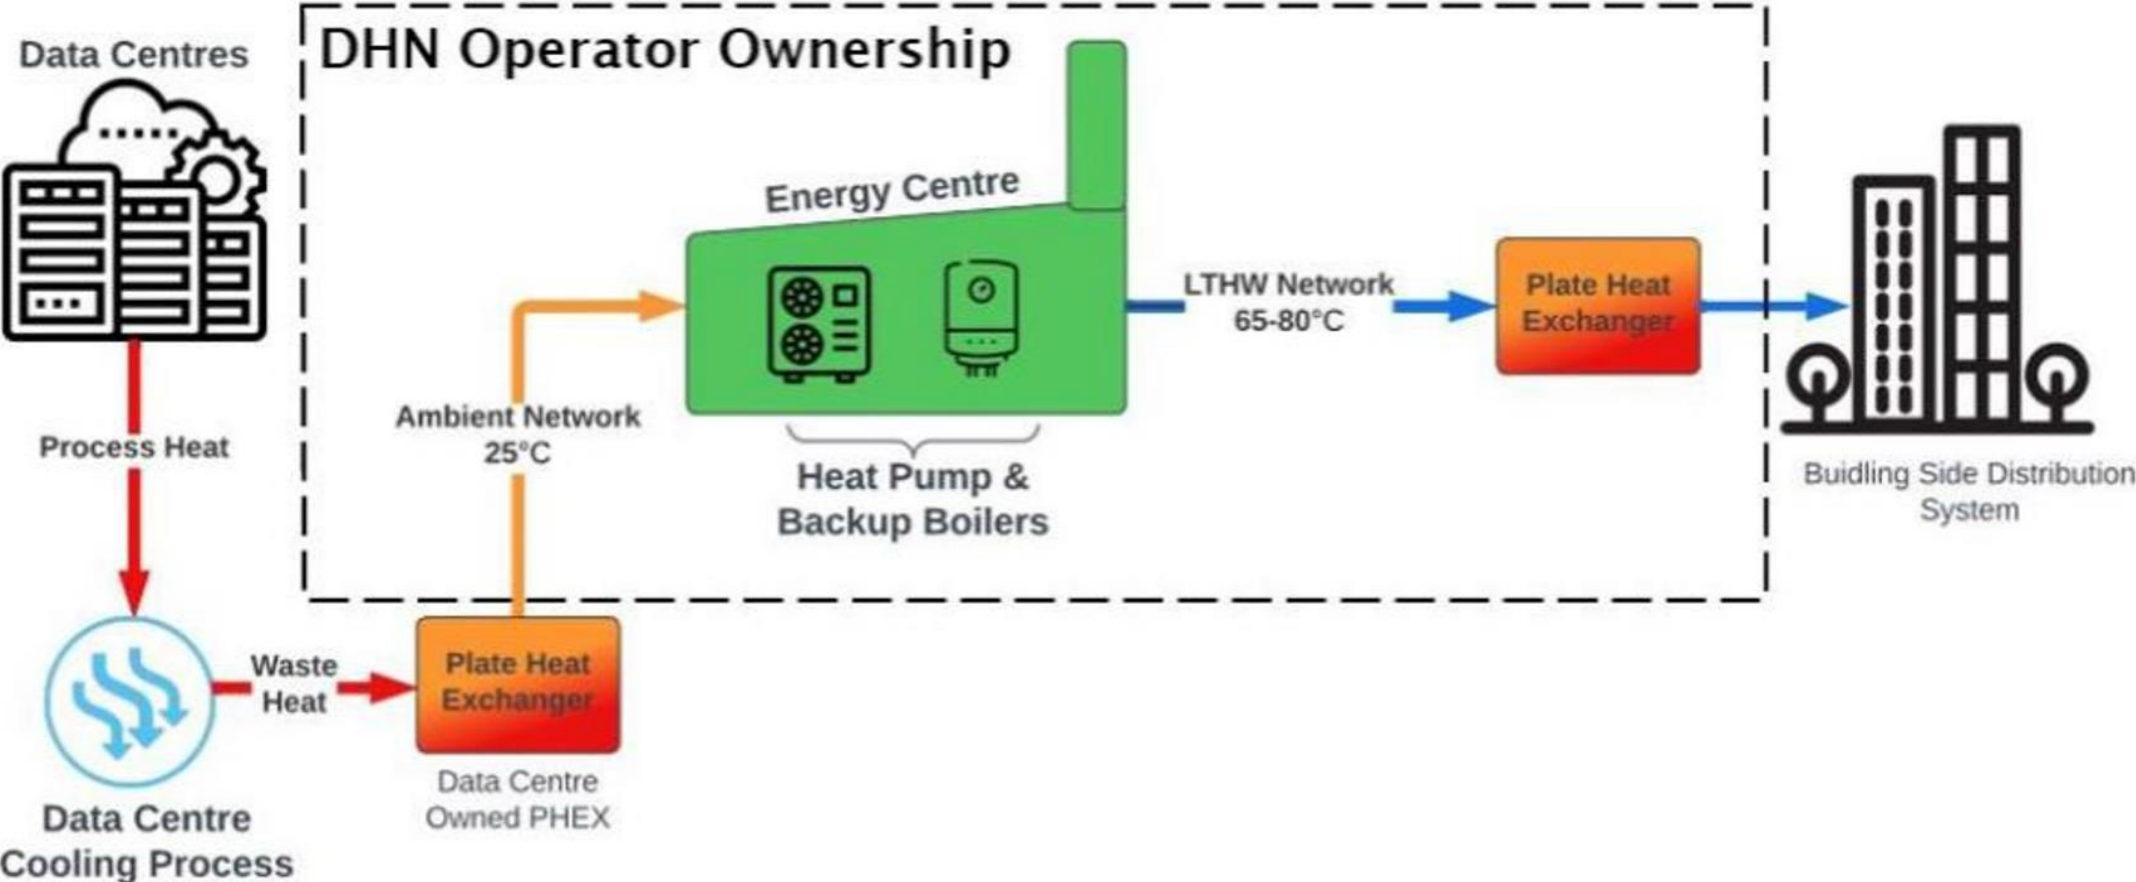 Data Centres
DHN Operator Ownership
Energy Centre
LTHW Network
65-80°C
Plate Heat
Exchanger
Ambient Network
25°C
Process Heat
Heat Pump &
Backup Boilers
Buidling Side Distribution
System
Waste
Heat
Plate Heat
Exchanger
Data Centre
Owned PHEX
Data Centre
Cooling Process